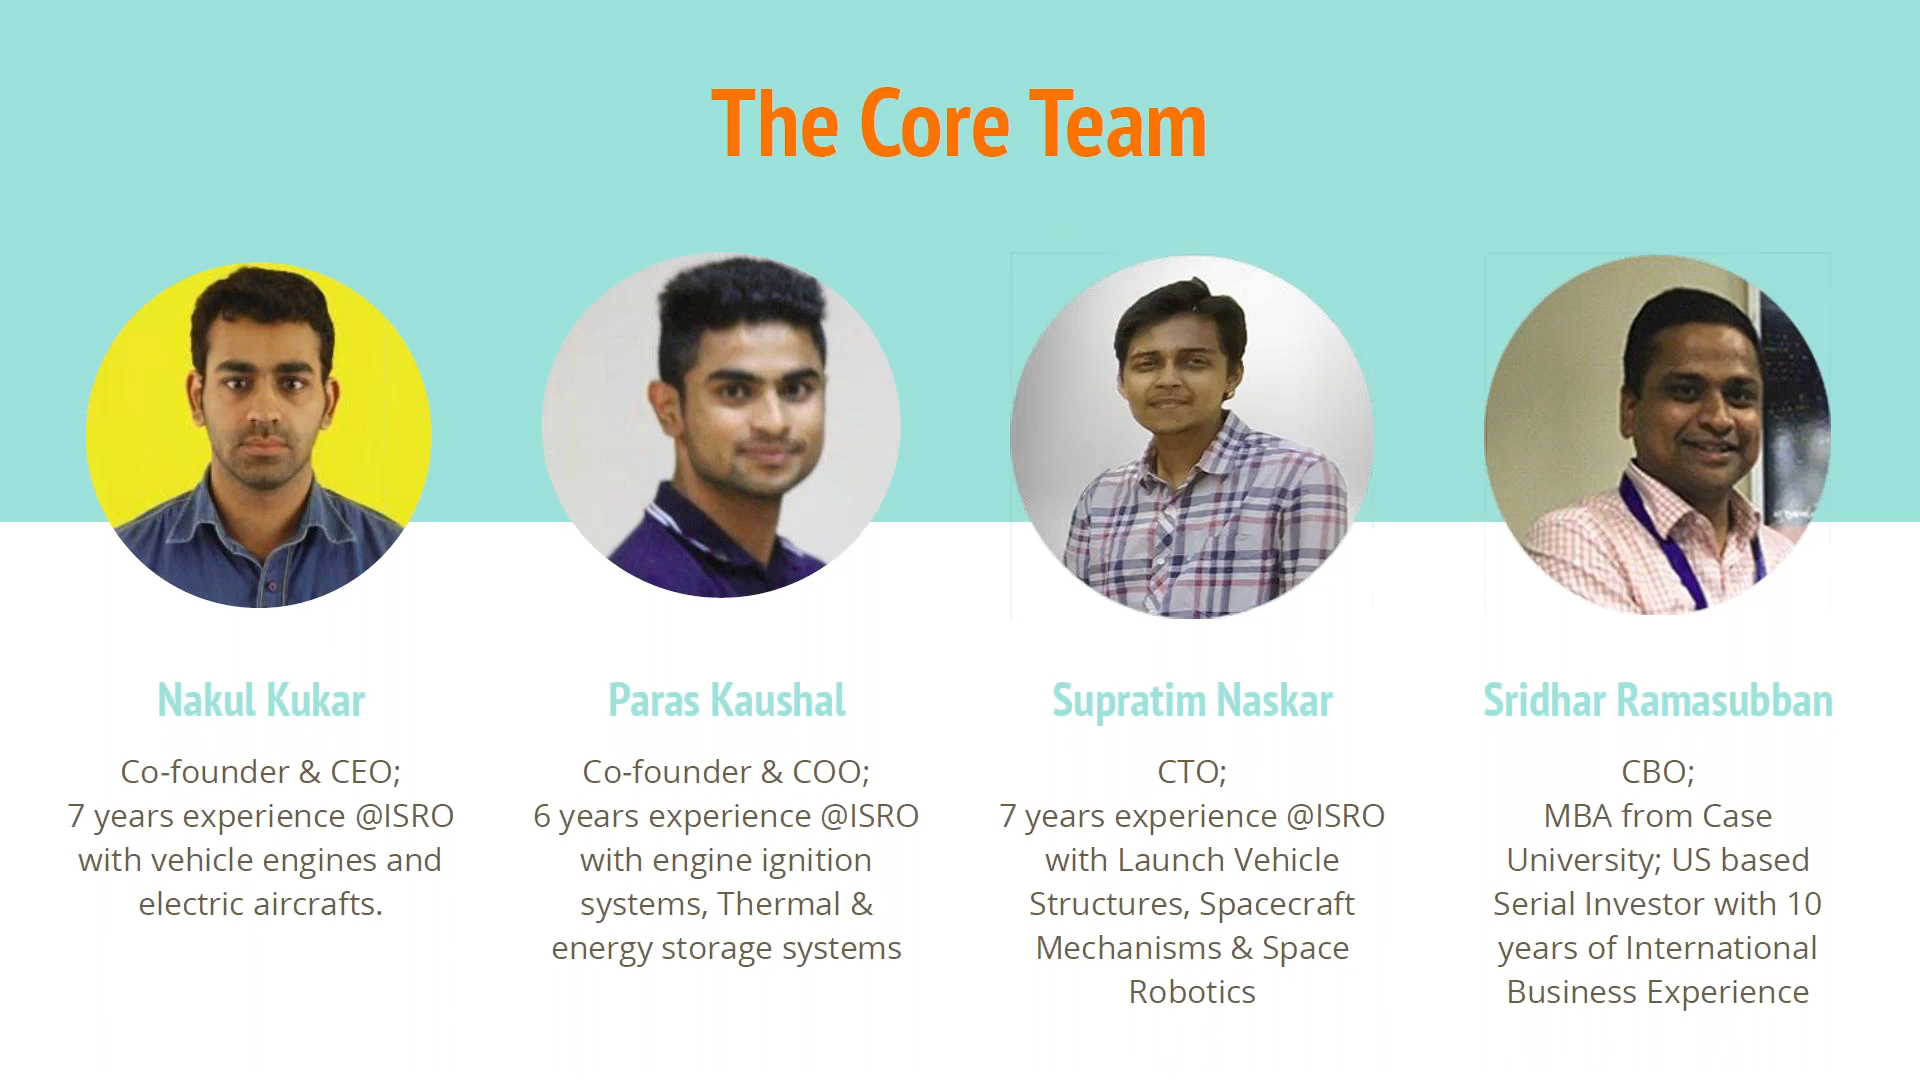 The Core Team
Nakul Kukar
Co-founder & CEO;
7 years experience @ISRO
with vehicle engines and
electric aircrafts.
Paras Kaushal
Co-founder & COO;
6 years experience @ISRO
with engine ignition
systems, Thermal &
energy storage systems
Supratim Naskar
CTO;
7 years experience @ISRO
with Launch Vehicle
Structures, Spacecraft
Mechanisms & Space
Robotics
Sridhar Ramasubban
CBO;
MBA from Case
University; US based
Serial Investor with 10
years of International
Business Experience